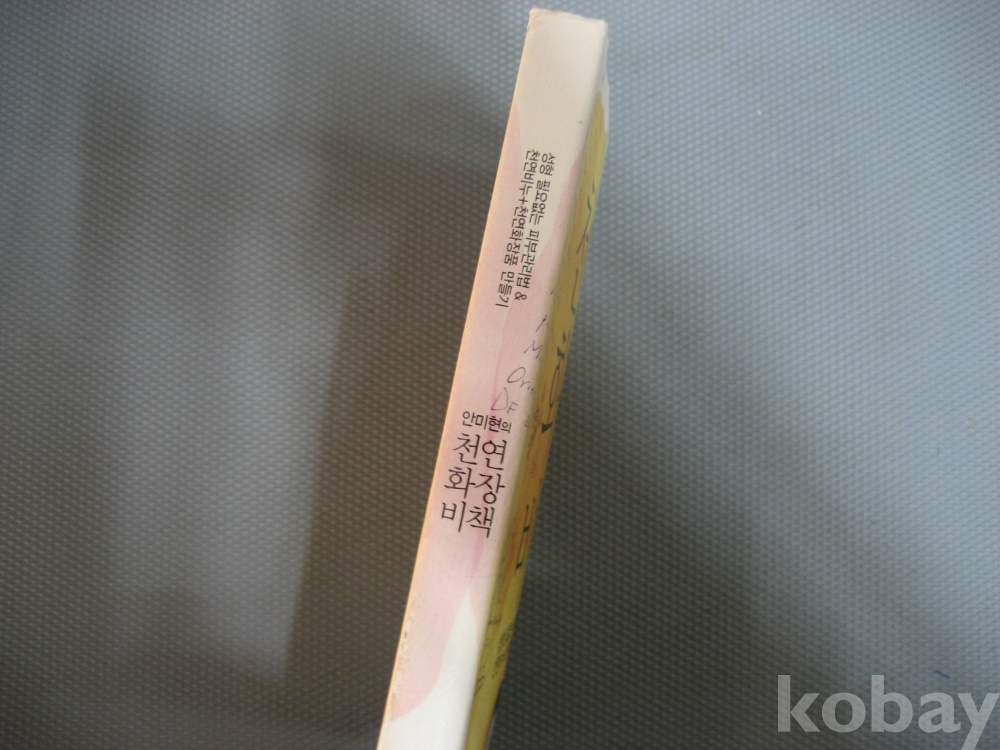 성형 필요없는 피부관리법 &
천연비누+천연화장품 만들기
안미현의
천연
화장
비책
kobay